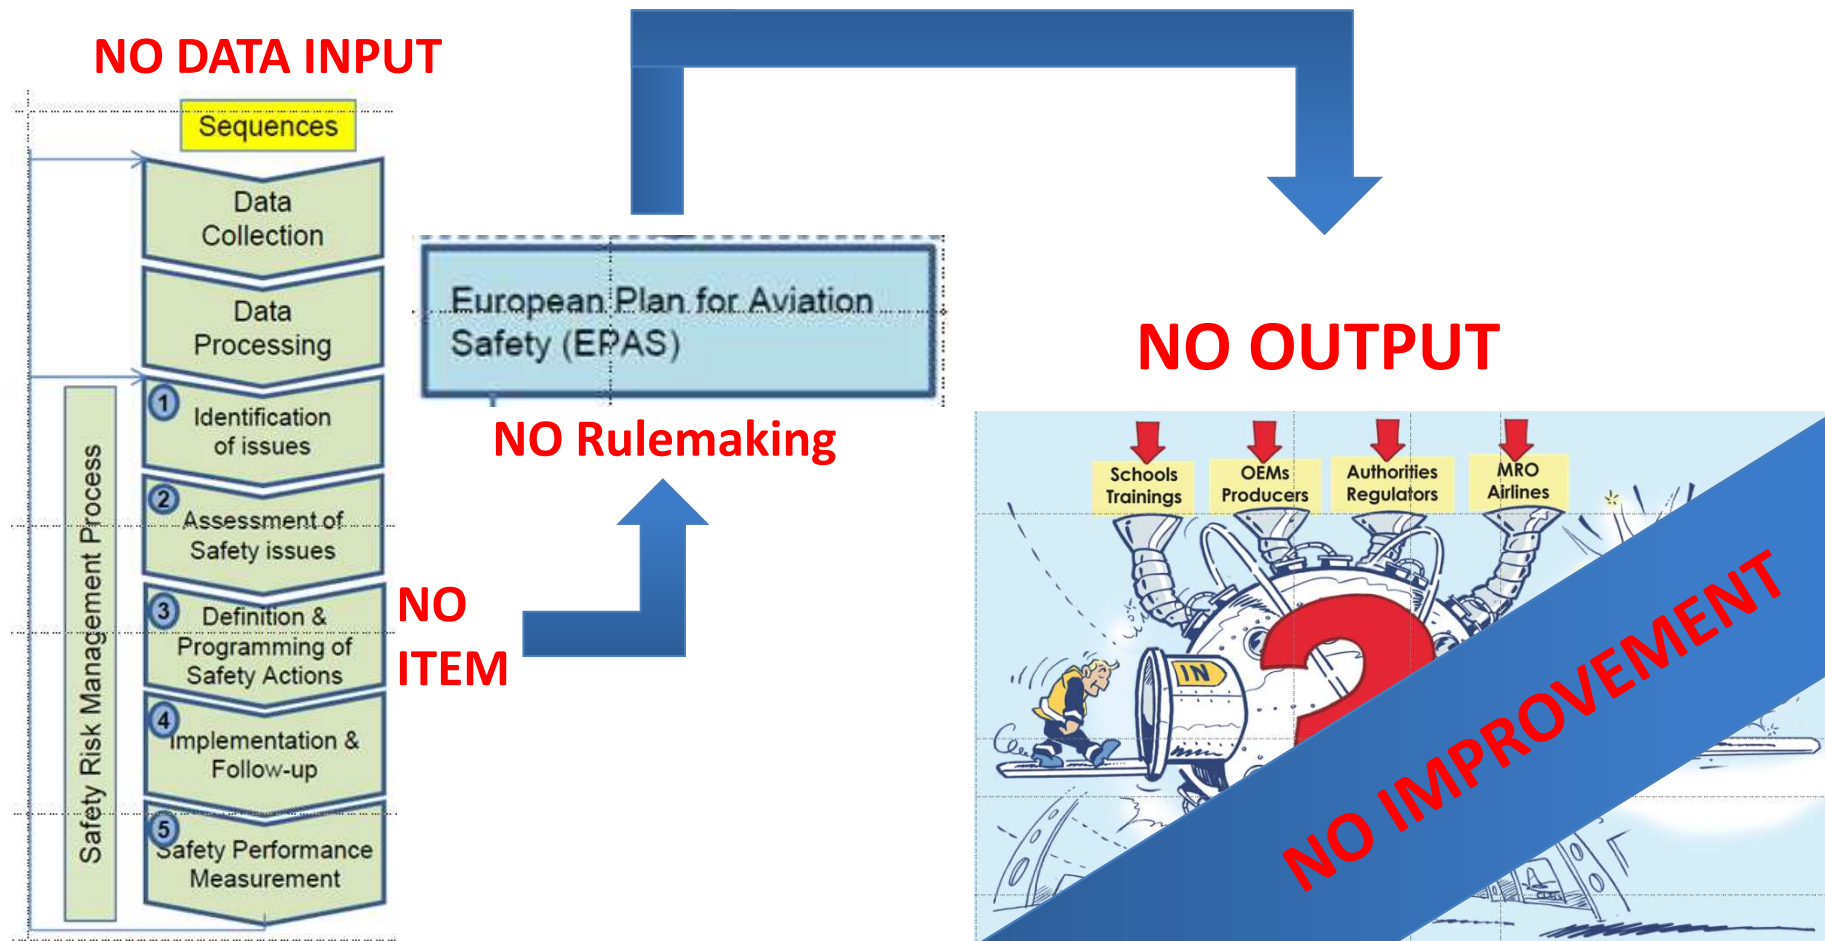 NO DATA INPUT
Sequences
Data
Collection
Data
Processing
Safety Risk Management Process
1
Identification
of issues
2
Assessment of
Safety issues
3
Definition &
Programming of
Safety Actions
4
Implementation &
Follow-up
5
Safety Performance
Measurement
NO
ITEM
European Plan for Aviation
Safety (EPAS)
NO Rulemaking
NO OUTPUT
Schools
Trainings
OEMs
Producers
Authorities
Regulators
MRO
Airlines
IN
?
NO IMPROVEMENT